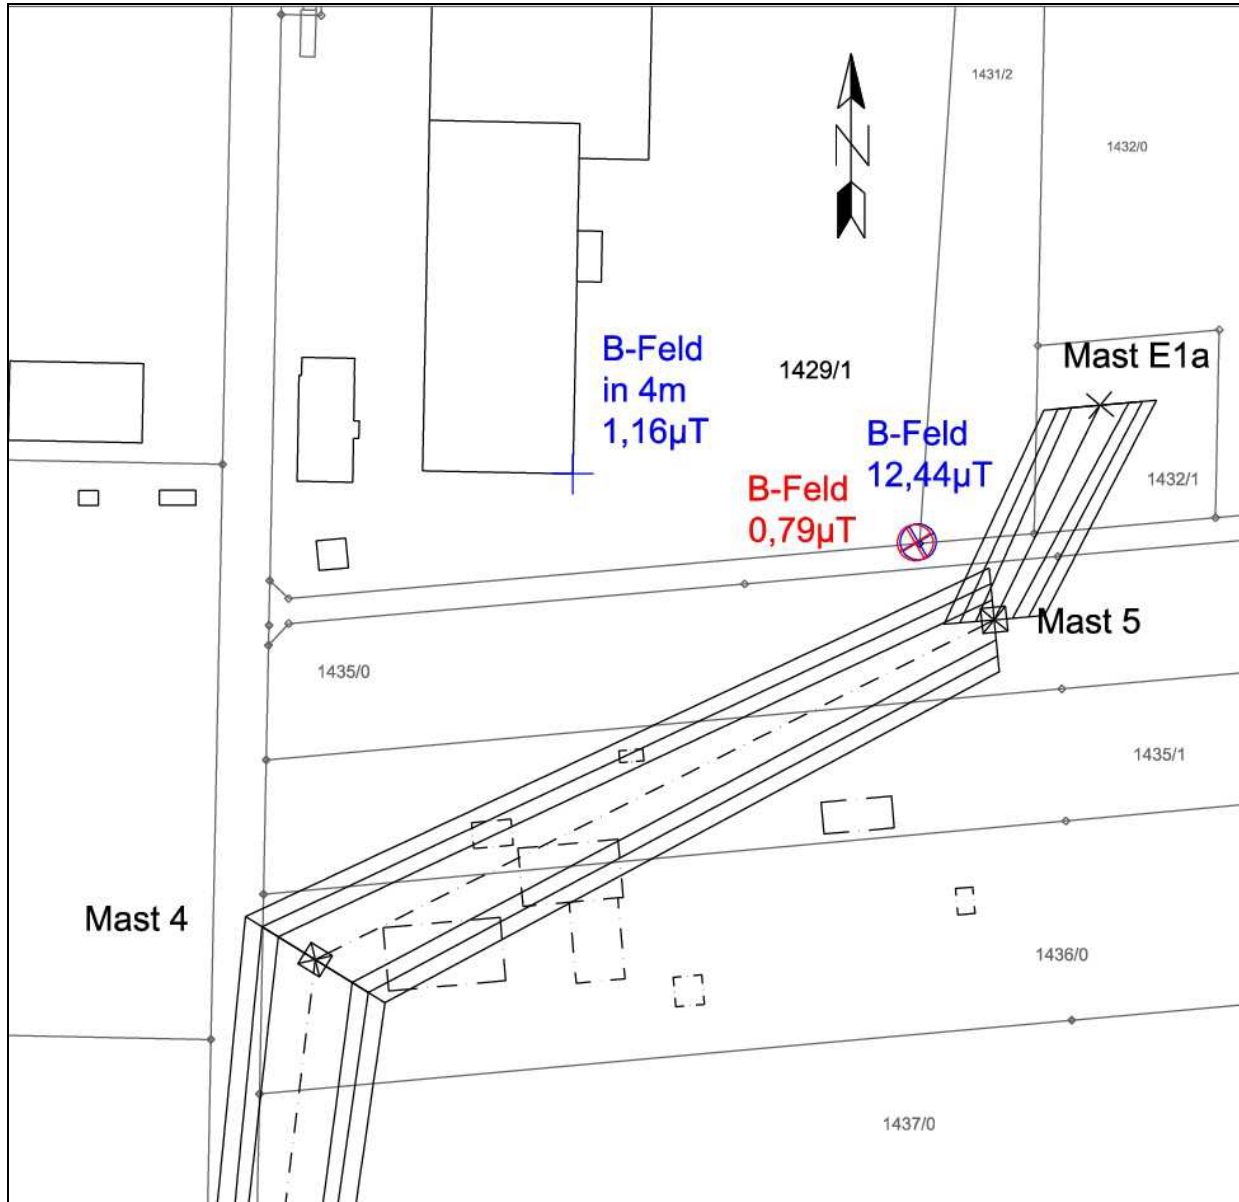 1431/2
1432/0
N
B-Feld
in 4m
1,16µT
1429/1
Mast E1a
B-Feld
12,44µT
B-Feld
0,79µT
1432/1
Mast 5
1435/0
1435/1
Mast 4
1436/0
1437/0